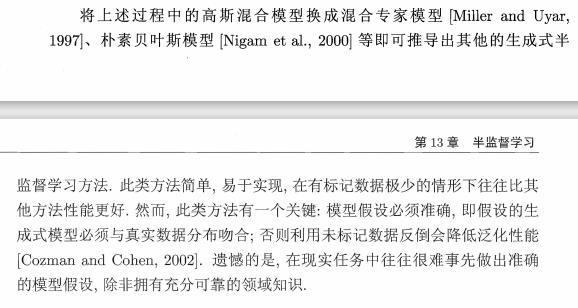 将上述过程中的高斯混合模型换成混合专家模型 [Miller and Uyar,
1997]、朴素贝叶斯模型 [Nigam et al., 2000] 等即可推导出其他的生成式半
第 13 章 半监督学习
监督学习方法. 此类方法简单, 易于实现, 在有标记数据极少的情形下往往比其
他方法性能更好. 然而, 此类方法有一个关键: 模型假设必须准确, 即假设的生
成式模型必须与真实数据分布吻合; 否则利用未标记数据反倒会降低泛化性能
[Cozman and Cohen, 2002]. 遗憾的是, 在现实任务中往往很难事先做出准确
的模型假设, 除非拥有充分可靠的领域知识.